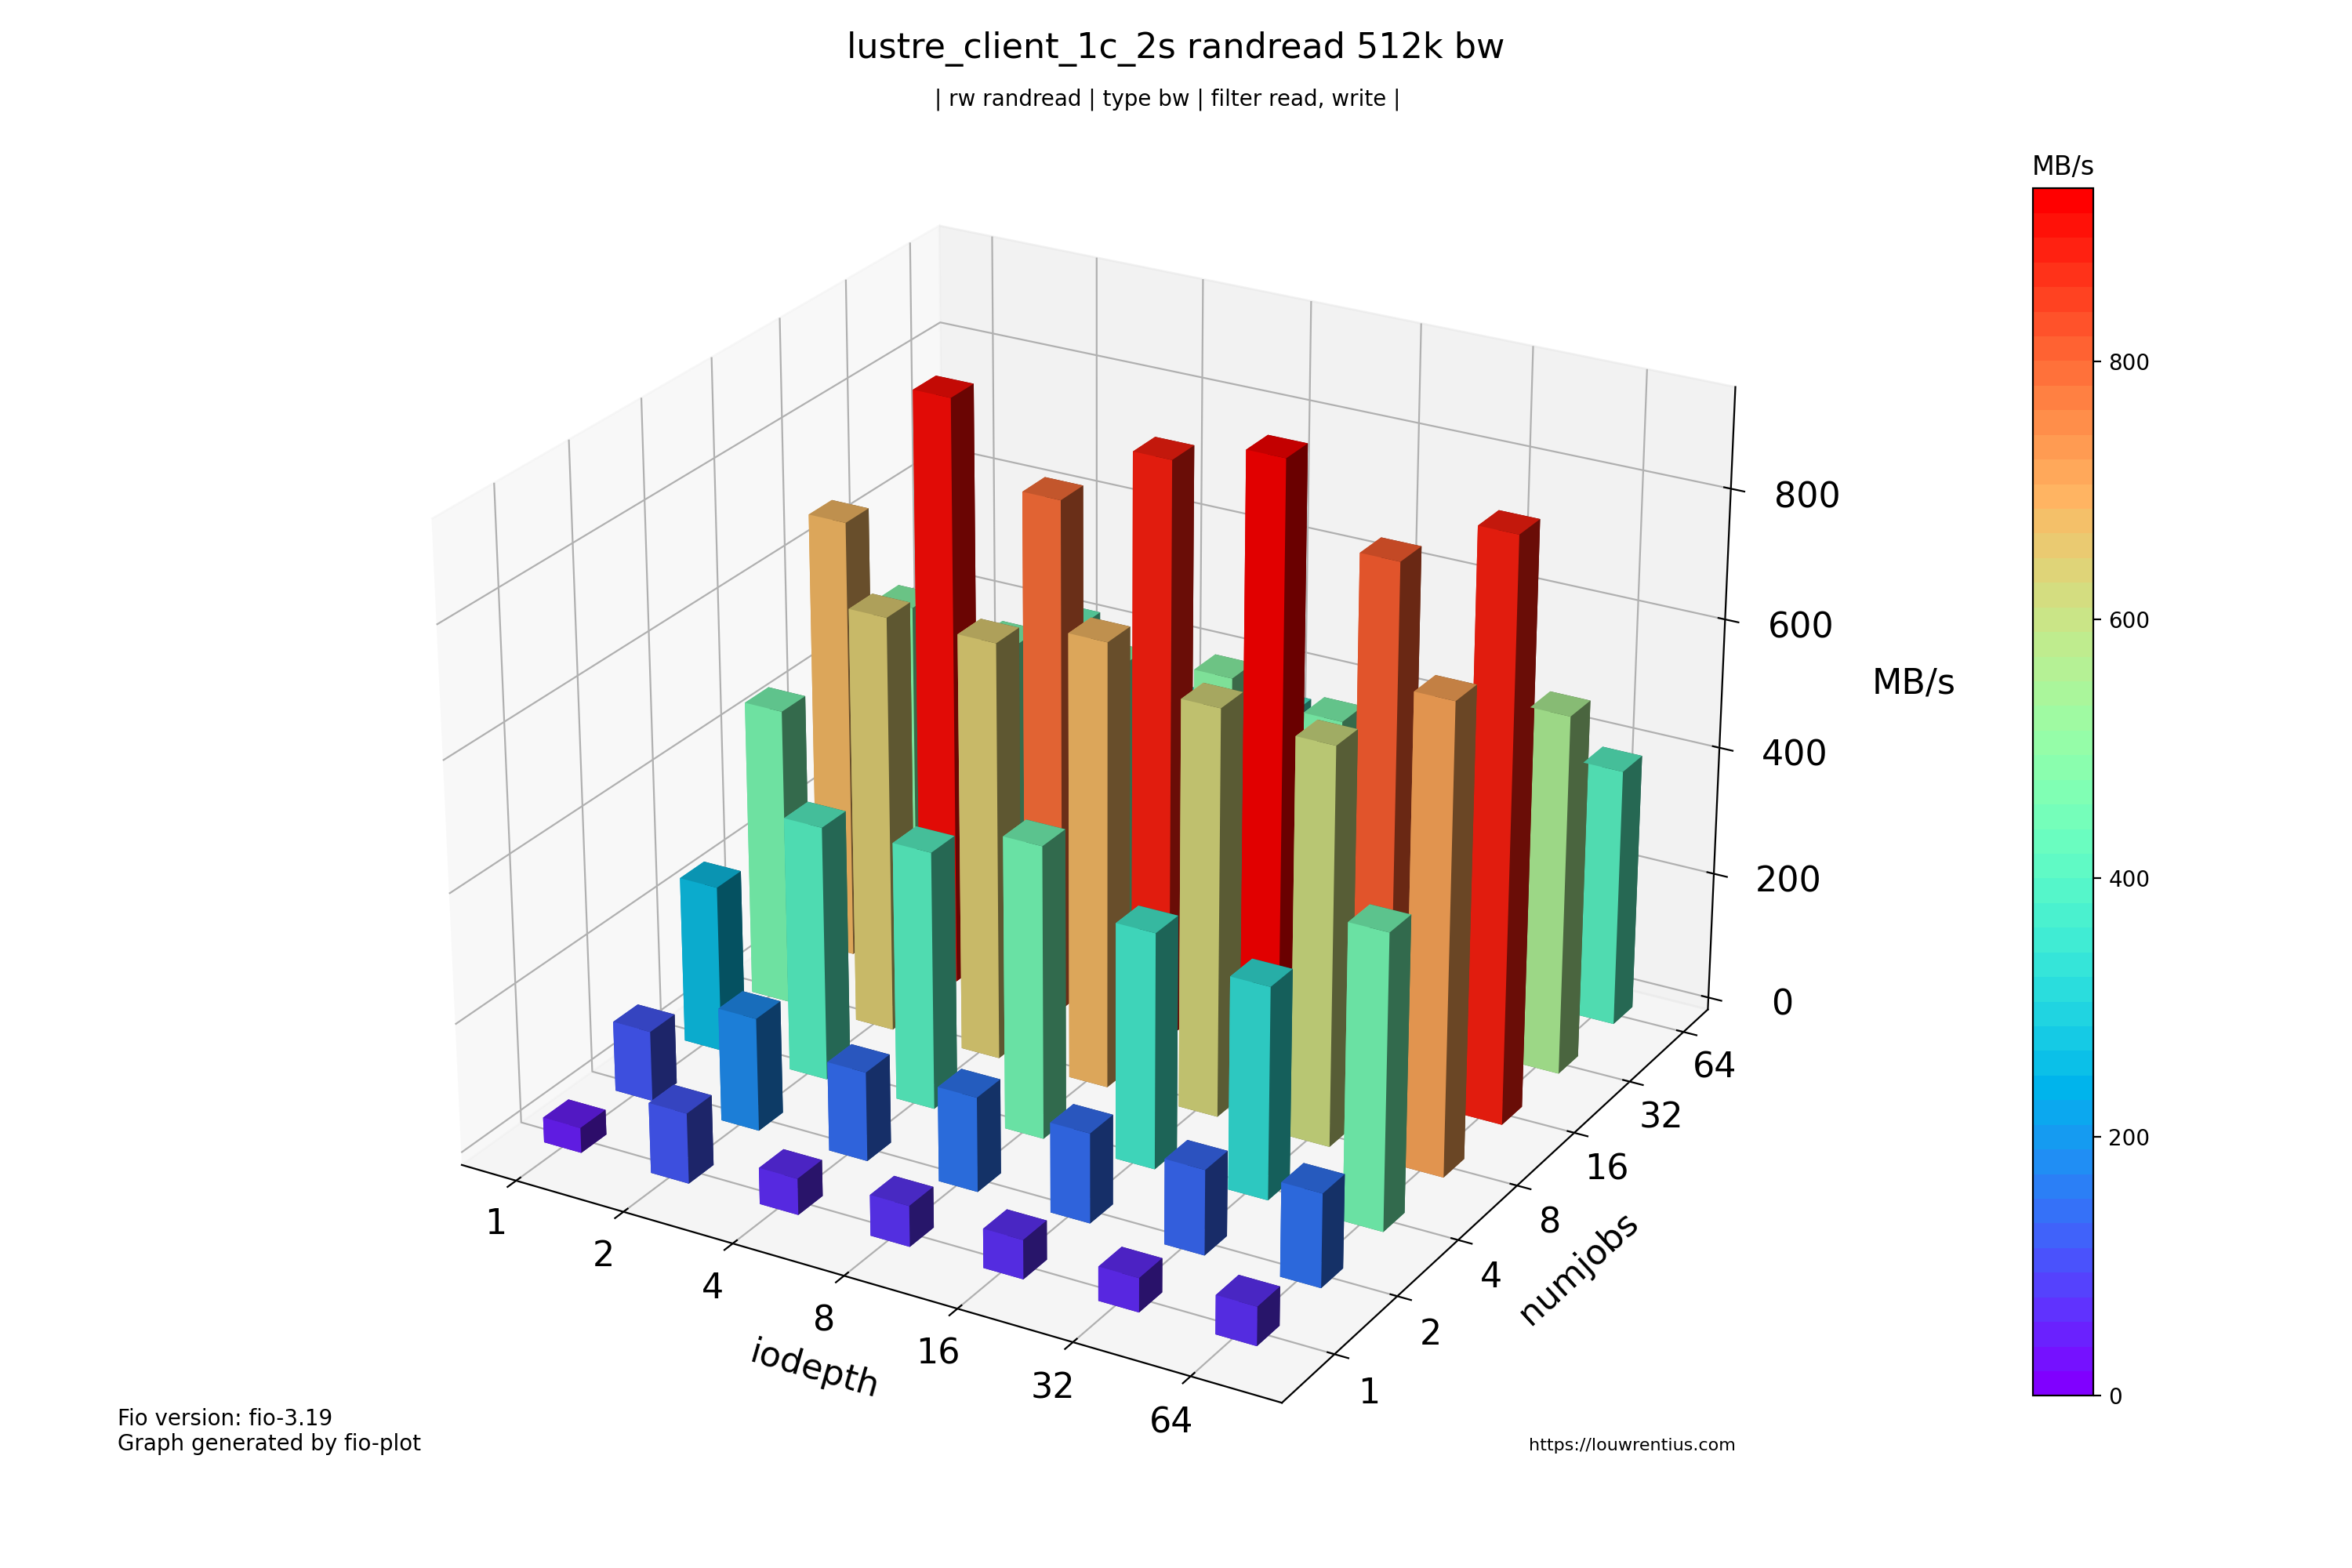 lustre_client_1c_2s randread 512k bw
| rw randread | type bw | filter read, write |
MB/s
800
600
400
200
0
800
600
400
200
0
MB/s
1
2
4
8
16
32
64
iodepth
1
2
4
8
16
32
64
numjobs
Fio version: fio-3.19
Graph generated by fio-plot
https://louwrentius.com